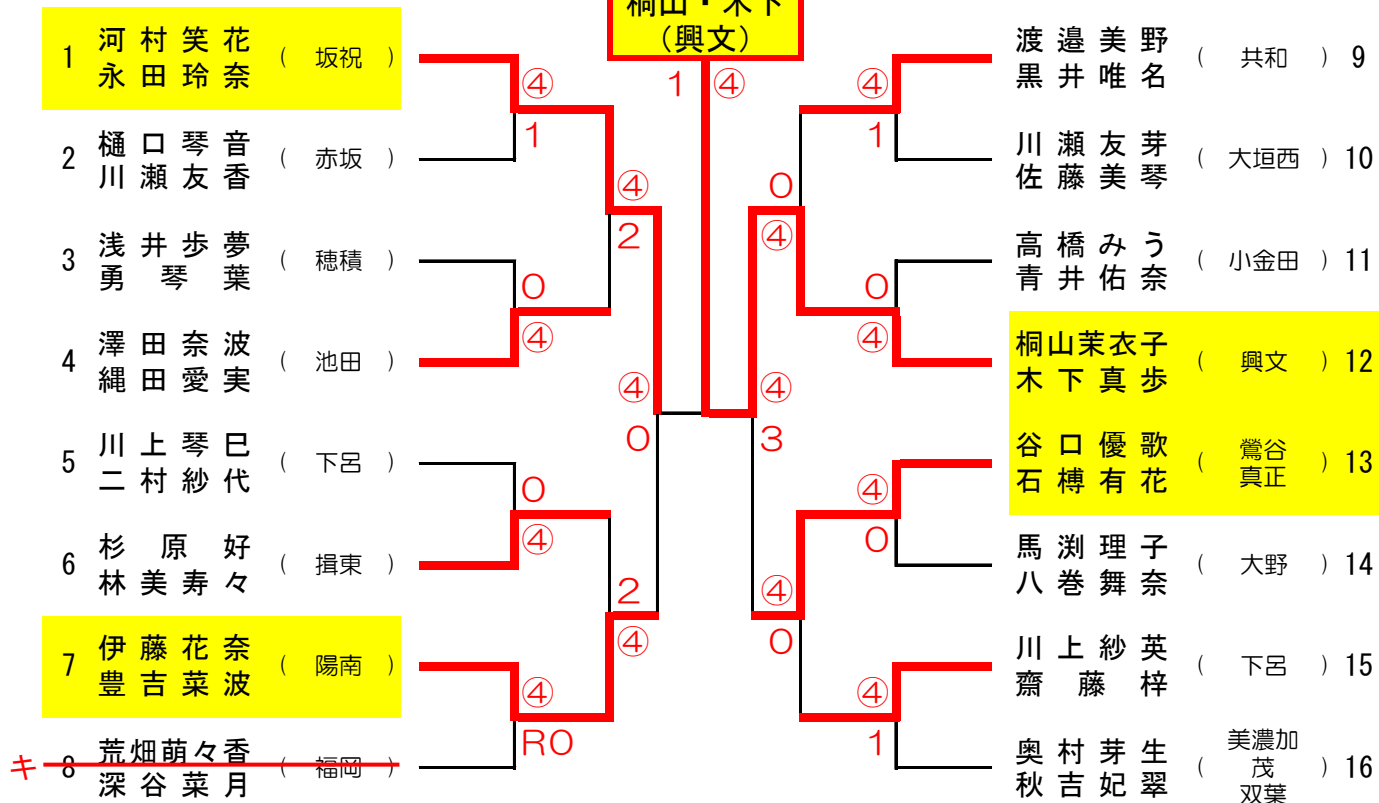 桐山・木下
(興文)
1 ④
1 河村笑花 永田玲奈 ( 坂祝 )
④
1
2 樋口琴音 川瀬友香 ( 赤坂 )
④
2
3 浅井歩夢 勇琴葉 ( 穂積 )
0
④
4 澤田奈波 縄田愛実 ( 池田 )
④
0
5 川上琴巳 二村紗代 ( 下呂 )
0
④
6 杉原好 林美寿々 ( 揖東 )
2
④
7 伊藤花奈 豊吉菜波 ( 陽南 )
④
R0
キ 8 荒畑萌々香 深谷菜月 ( 福岡 )
渡邉美野 黒井唯名 ( 共和 ) 9
④
1
川瀬友芽 佐藤美琴 ( 大垣西 ) 10
0
④
高橋みう 青井佑奈 ( 小金田 ) 11
0
④
桐山茉衣子 木下真歩 ( 興文 ) 12
④
3
谷口優歌 石榑有花 ( 鶯谷 真正 ) 13
④
0
馬渕理子 八巻舞奈 ( 大野 ) 14
④
0
川上紗英 齋藤梓 ( 下呂 ) 15
④
1
奥村芽生 秋吉妃翠 ( 美濃加茂 双葉 ) 16